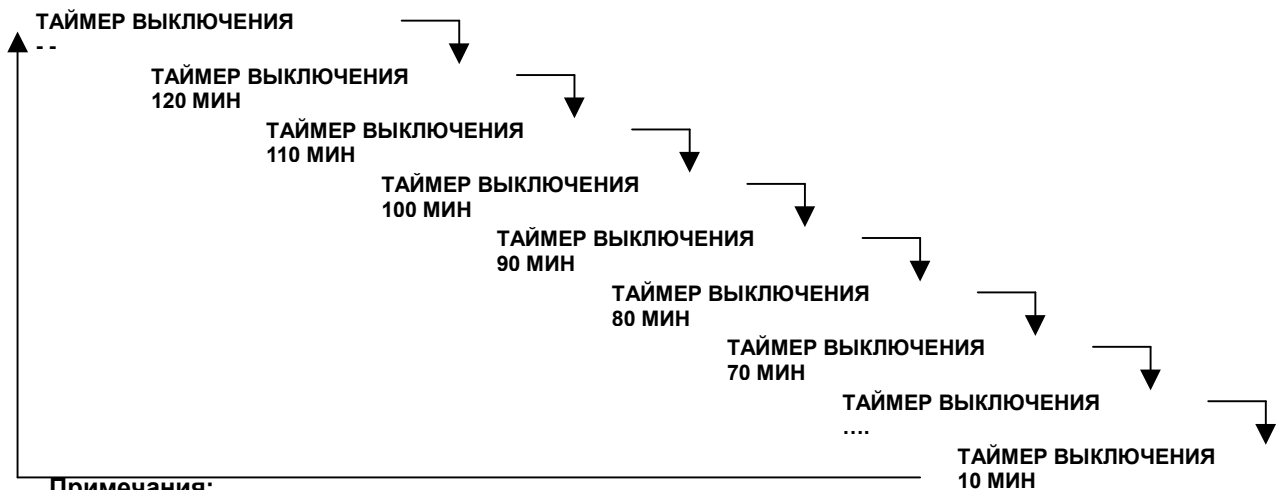 ТАЙМЕР ВЫКЛЮЧЕНИЯ
- -
ТАЙМЕР ВЫКЛЮЧЕНИЯ
120 МИН
ТАЙМЕР ВЫКЛЮЧЕНИЯ
110 МИН
ТАЙМЕР ВЫКЛЮЧЕНИЯ
100 МИН
ТАЙМЕР ВЫКЛЮЧЕНИЯ
90 МИН
ТАЙМЕР ВЫКЛЮЧЕНИЯ
80 МИН
ТАЙМЕР ВЫКЛЮЧЕНИЯ
70 МИН
ТАЙМЕР ВЫКЛЮЧЕНИЯ
....
ТАЙМЕР ВЫКЛЮЧЕНИЯ
10 МИН
Примечания: